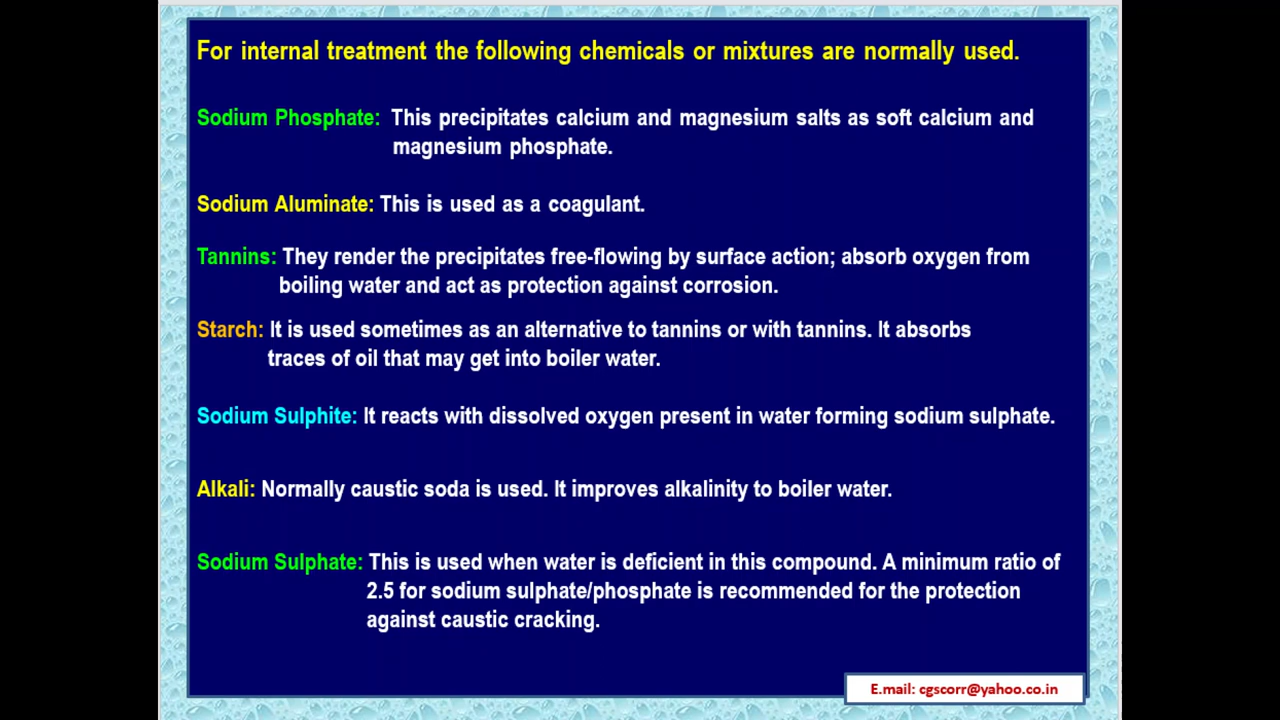 For internal treatment the following chemicals or mixtures are normally used.
Sodium Phosphate: This precipitates calcium and magnesium salts as soft calcium and
magnesium phosphate.
Sodium Aluminate: This is used as a coagulant.
Tannins: They render the precipitates free-flowing by surface action; absorb oxygen from
boiling water and act as protection against corrosion.
Starch: It is used sometimes as an alternative to tannins or with tannins. It absorbs
traces of oil that may get into boiler water.
Sodium Sulphite: It reacts with dissolved oxygen present in water forming sodium sulphate.
Alkali: Normally caustic soda is used. It improves alkalinity to boiler water.
Sodium Sulphate: This is used when water is deficient in this compound. A minimum ratio of
2.5 for sodium sulphate/phosphate is recommended for the protection
against caustic cracking.
E.mail: cgscorr@yahoo.co.in